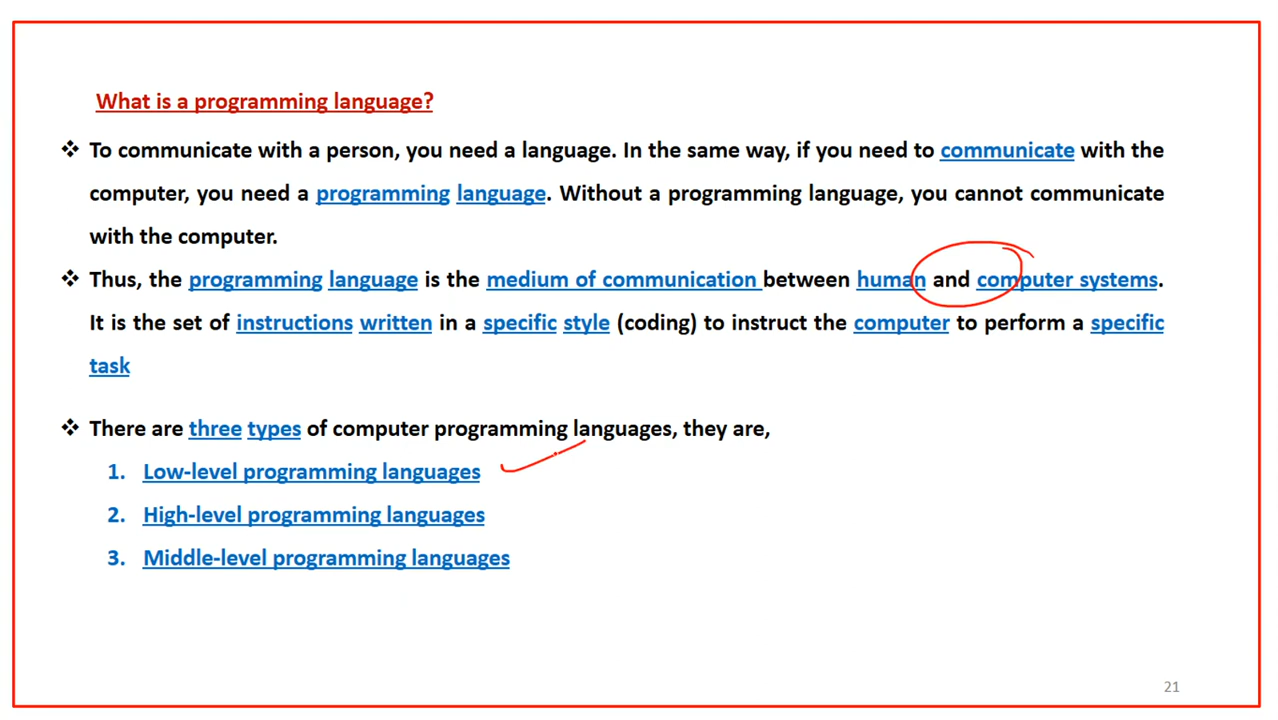 What is a programming language?
❖ To communicate with a person, you need a language. In the same way, if you need to communicate with the
computer, you need a programming language. Without a programming language, you cannot communicate
with the computer.
❖ Thus, the programming language is the medium of communication between human and computer systems.
It is the set of instructions written in a specific style (coding) to instruct the computer to perform a specific
task
❖ There are three types of computer programming languages, they are,
1. Low-level programming languages
2. High-level programming languages
3. Middle-level programming languages
21